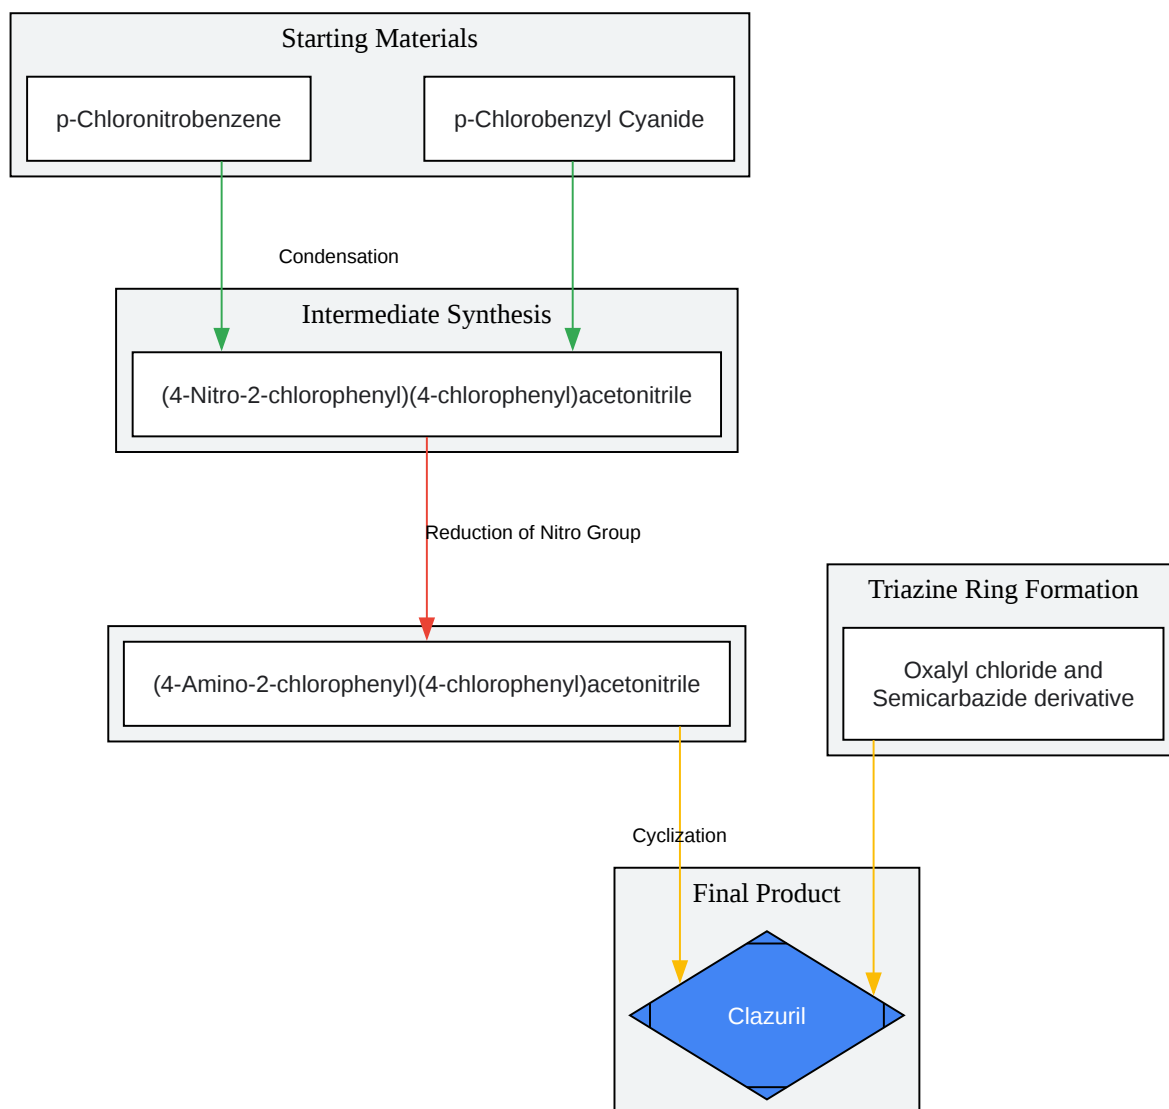 Starting Materials
p-Chloronitrobenzene
p-Chlorobenzyl Cyanide
Condensation
Intermediate Synthesis
(4-Nitro-2-chlorophenyl)(4-chlorophenyl)acetonitrile
Reduction of Nitro Group
Triazine Ring Formation
(4-Amino-2-chlorophenyl)(4-chlorophenyl)acetonitrile
Oxalyl chloride and
Semicarbazide derivative
Cyclization
Final Product
Clazuril